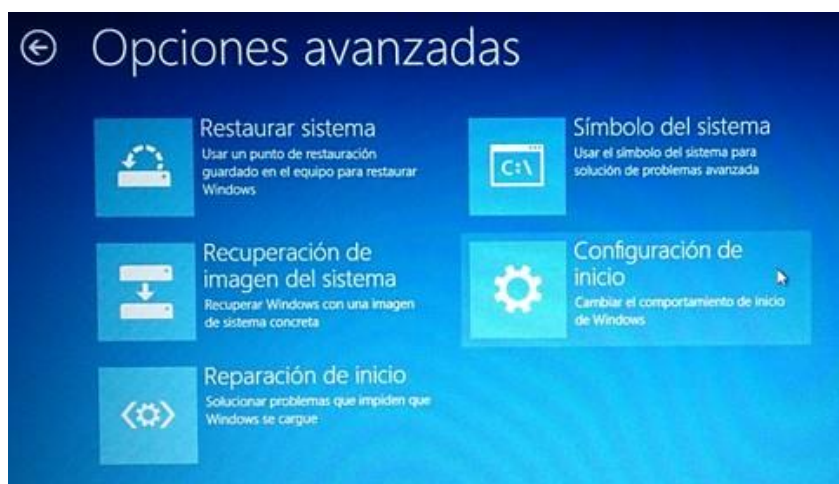 Opciones avanzadas
Restaurar sistema
Usar un punto de restauración
guardado en el equipo para restaurar
Windows
Recuperación de
imagen del sistema
Recuperar Windows con una imagen
de sistema concreta
Reparación de inicio
Solucionar problemas que impiden que
Windows se cargue
Símbolo del sistema
Usar el símbolo del sistema para
solución de problemas avanzada
C:\
Configuración de
inicio
Cambiar el comportamiento de inicio
de Windows